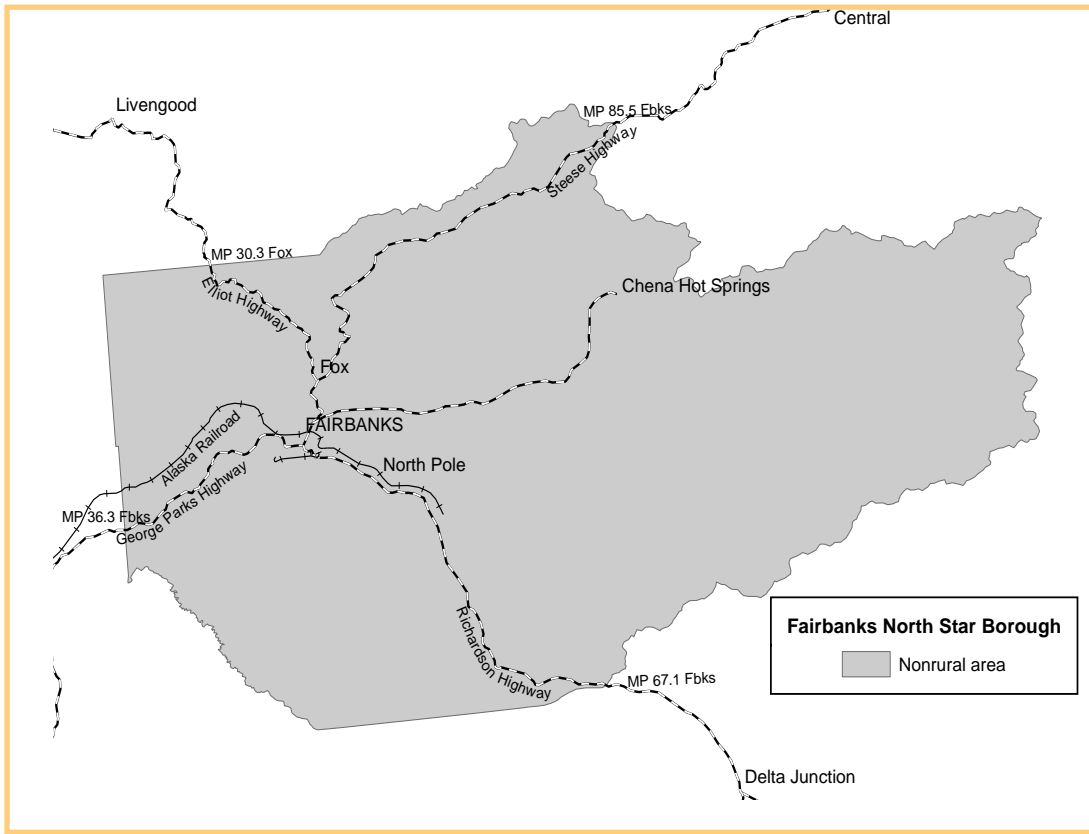 Central
Livengood
MP 85.5 Fbks
Steese Highway
MP 30.3 Fox
Elliot Highway
Chena Hot Springs
Fox
FAIRBANKS
Alaska Railroad
North Pole
George Parks Highway
MP 36.3 Fbks
Richardson Highway
MP 67.1 Fbks
Fairbanks North Star Borough
Nonrural area
Delta Junction